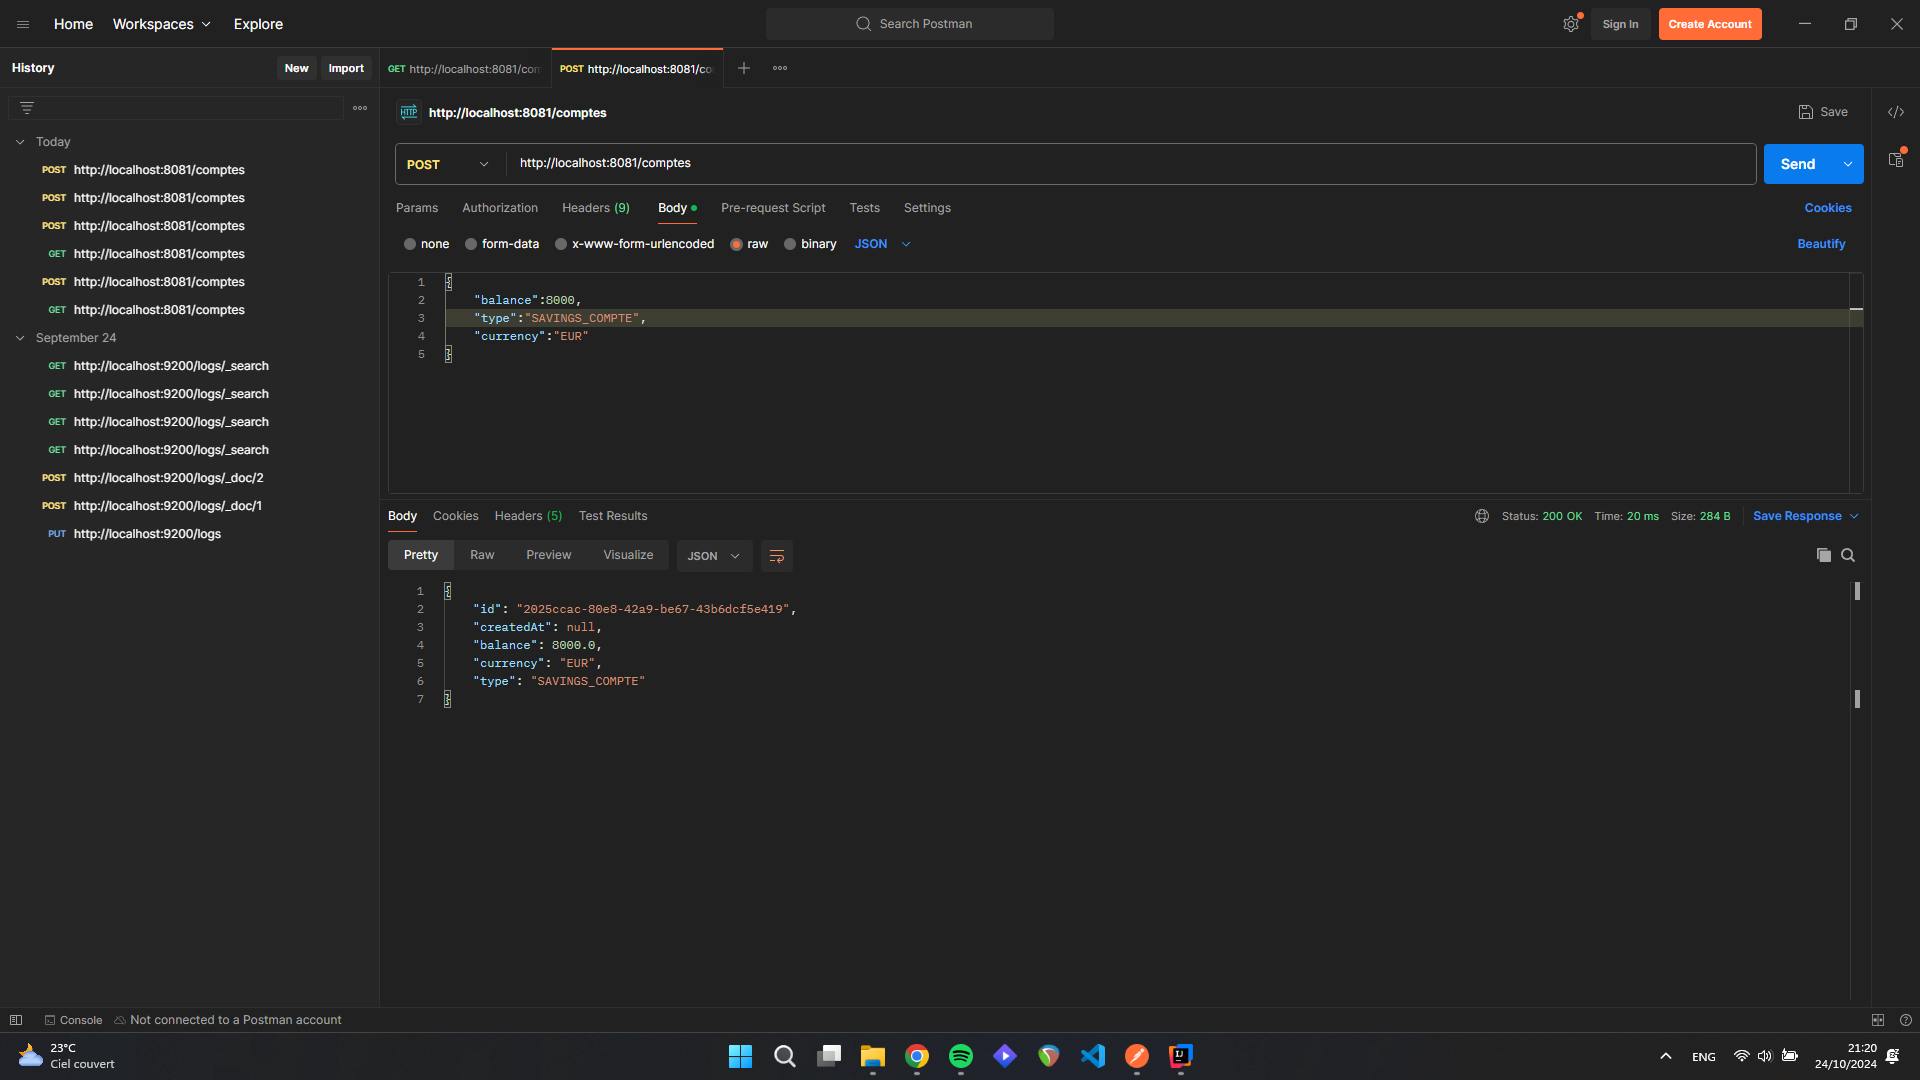 Home Workspaces Explore Search Postman Sign In Create Account
History New Import GET http://localhost:8081/com POST http://localhost:8081/co
HTTP http://localhost:8081/comptes Save
Today
POST http://localhost:8081/comptes
POST http://localhost:8081/comptes
POST http://localhost:8081/comptes
GET http://localhost:8081/comptes
POST http://localhost:8081/comptes
GET http://localhost:8081/comptes
September 24
GET http://localhost:9200/logs/_search
GET http://localhost:9200/logs/_search
GET http://localhost:9200/logs/_search
GET http://localhost:9200/logs/_search
POST http://localhost:9200/logs/_doc/2
POST http://localhost:9200/logs/_doc/1
PUT http://localhost:9200/logs
POST http://localhost:8081/comptes Send
Params Authorization Headers (9) Body Pre-request Script Tests Settings Cookies
none form-data x-www-form-urlencoded raw binary JSON Beautify
1 {
2 "balance":8000,
3 "type":"SAVINGS_COMPTE",
4 "currency":"EUR"
5 }
Body Cookies Headers (5) Test Results Status: 200 OK Time: 20 ms Size: 284 B Save Response
Pretty Raw Preview Visualize JSON
1 {
2 "id": "2025ccac-80e8-42a9-be67-43b6dcf5e419",
3 "createdAt": null,
4 "balance": 8000.0,
5 "currency": "EUR",
6 "type": "SAVINGS_COMPTE"
7 }
Console Not connected to a Postman account
23°C
Ciel couvert
ENG
21:20
24/10/2024